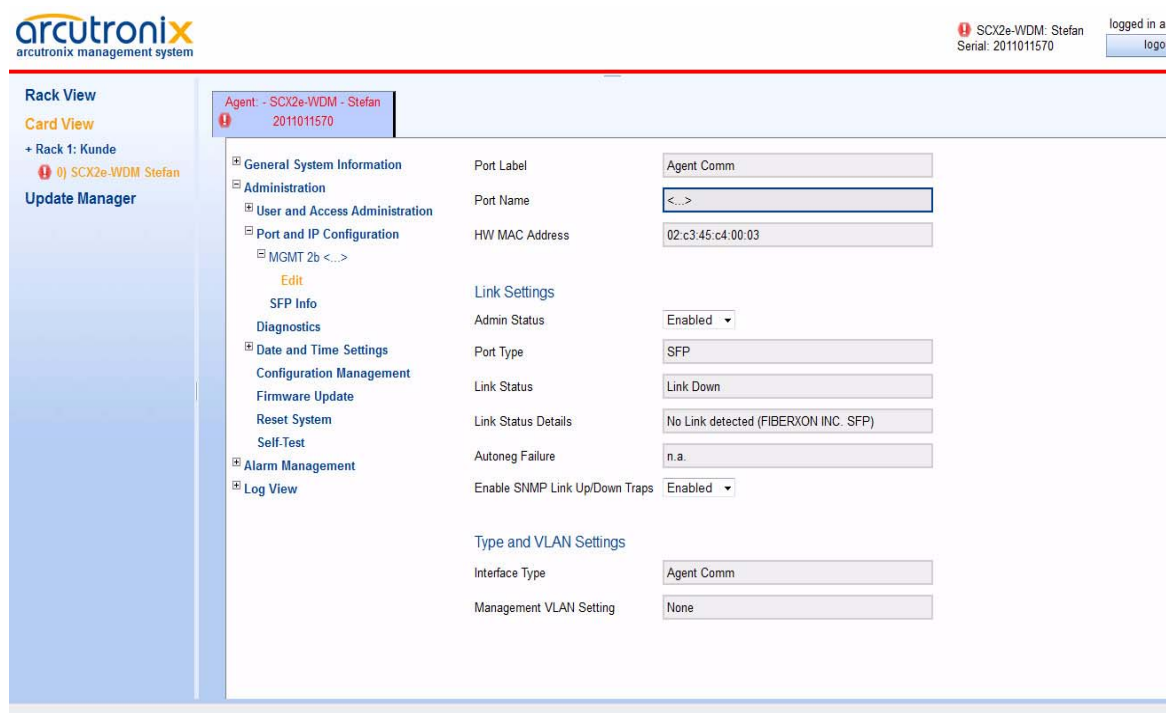 arcutronix
arcutronix management system
SCX2e-WDM: Stefan
Serial: 2011011570
logged in a
logo
Rack View
Card View
+ Rack 1: Kunde
0) SCX2e-WDM Stefan
Update Manager
Agent: - SCX2e-WDM - Stefan
2011011570
General System Information
Administration
User and Access Administration
Port and IP Configuration
MGMT 2b <...>
Edit
SFP Info
Diagnostics
Date and Time Settings
Configuration Management
Firmware Update
Reset System
Self-Test
Alarm Management
Log View
Port Label Agent Comm
Port Name <...>
HW MAC Address 02:c3:45:c4:00:03
Link Settings
Admin Status Enabled
Port Type SFP
Link Status Link Down
Link Status Details No Link detected (FIBERXON INC. SFP)
Autoneg Failure n.a.
Enable SNMP Link Up/Down Traps Enabled
Type and VLAN Settings
Interface Type Agent Comm
Management VLAN Setting None